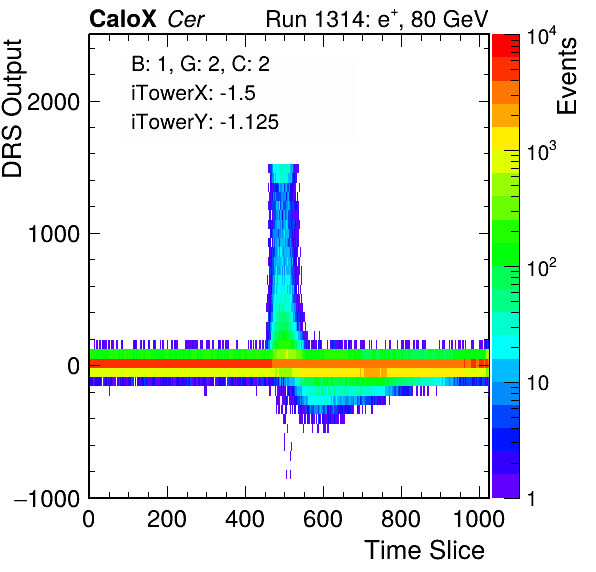 CaloX Cer Run 1314: e⁺, 80 GeV
B: 1, G: 2, C: 2
iTowerX: -1.5
iTowerY: -1.125
DRS Output
2000
1000
0
−1000
0 200 400 600 800 1000
Time Slice
Events
10⁴
10³
10²
10
1